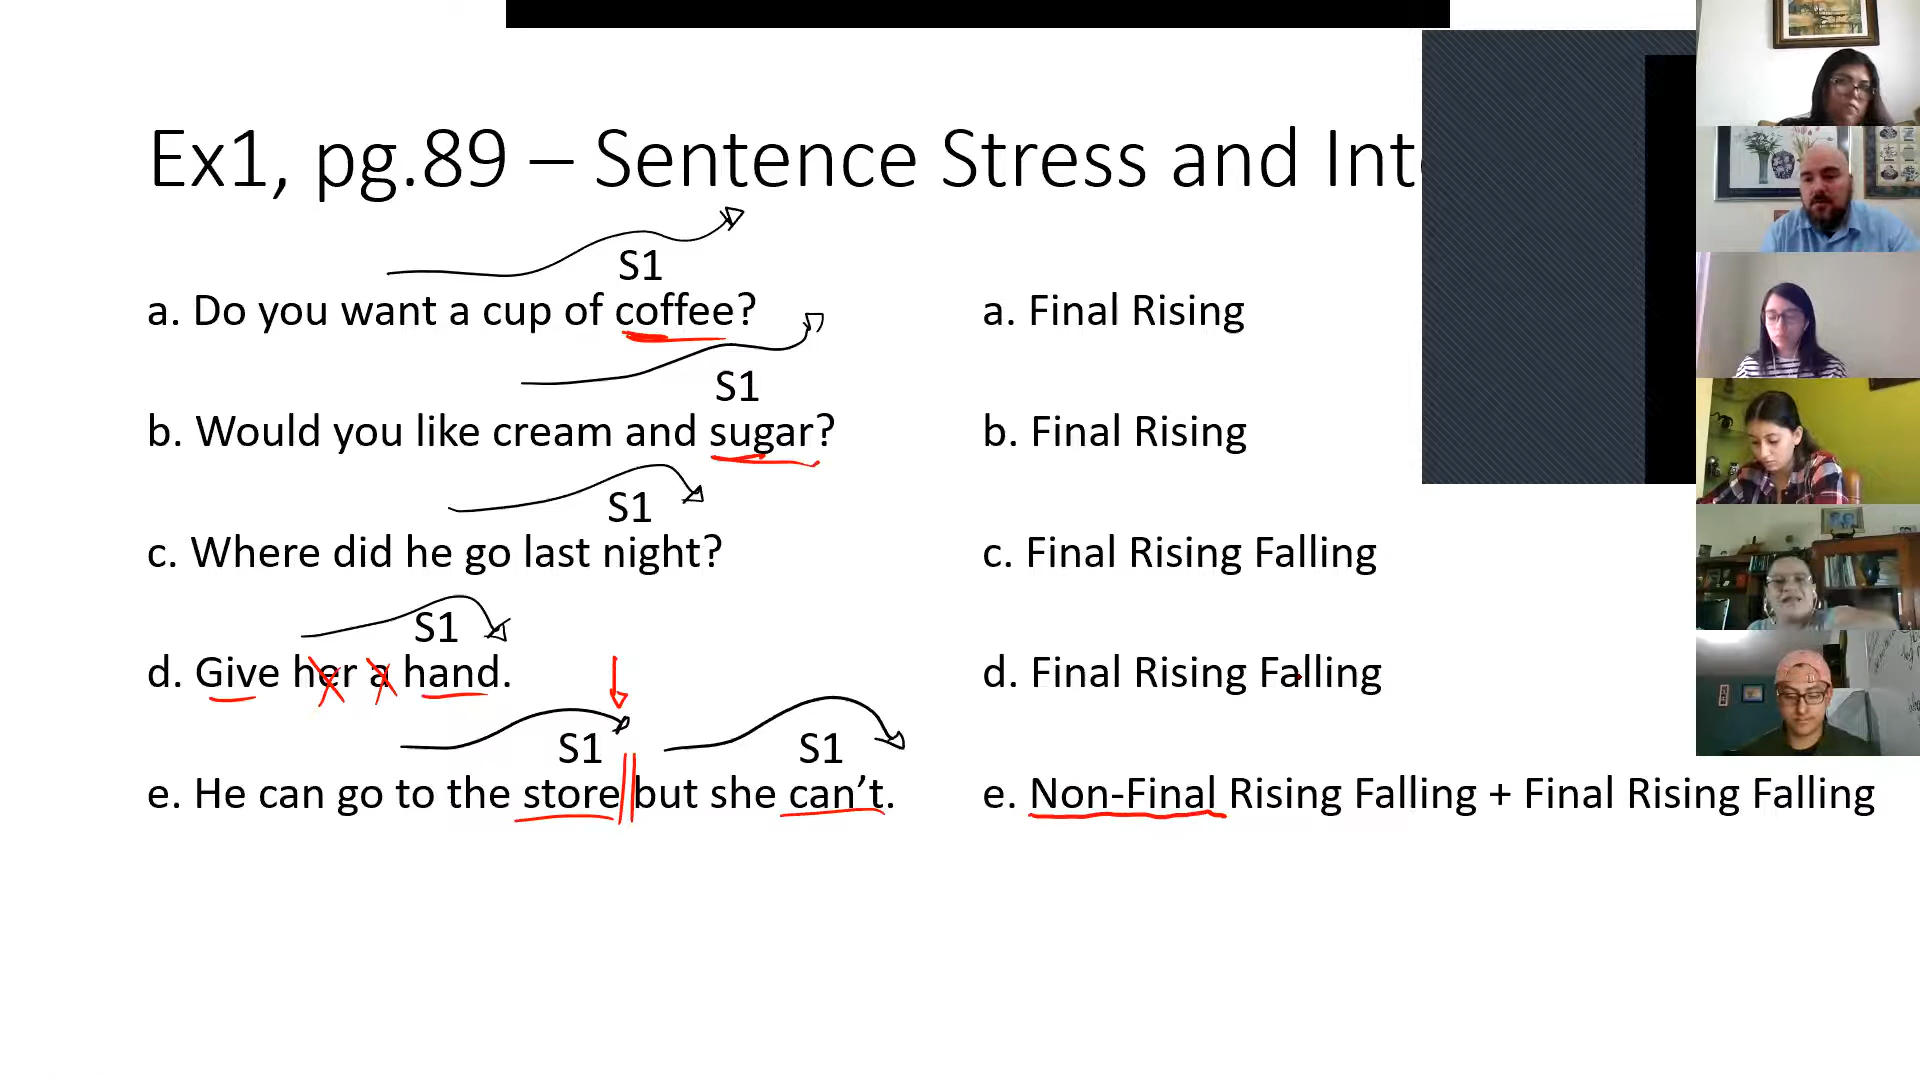 Ex1, pg.89 – Sentence Stress and Int
S1
a. Do you want a cup of coffee? a. Final Rising
S1
b. Would you like cream and sugar? b. Final Rising
S1
c. Where did he go last night? c. Final Rising Falling
S1
d. Give her a hand. d. Final Rising Falling
S1 S1
e. He can go to the store || but she can't. e. Non-Final Rising Falling + Final Rising Falling